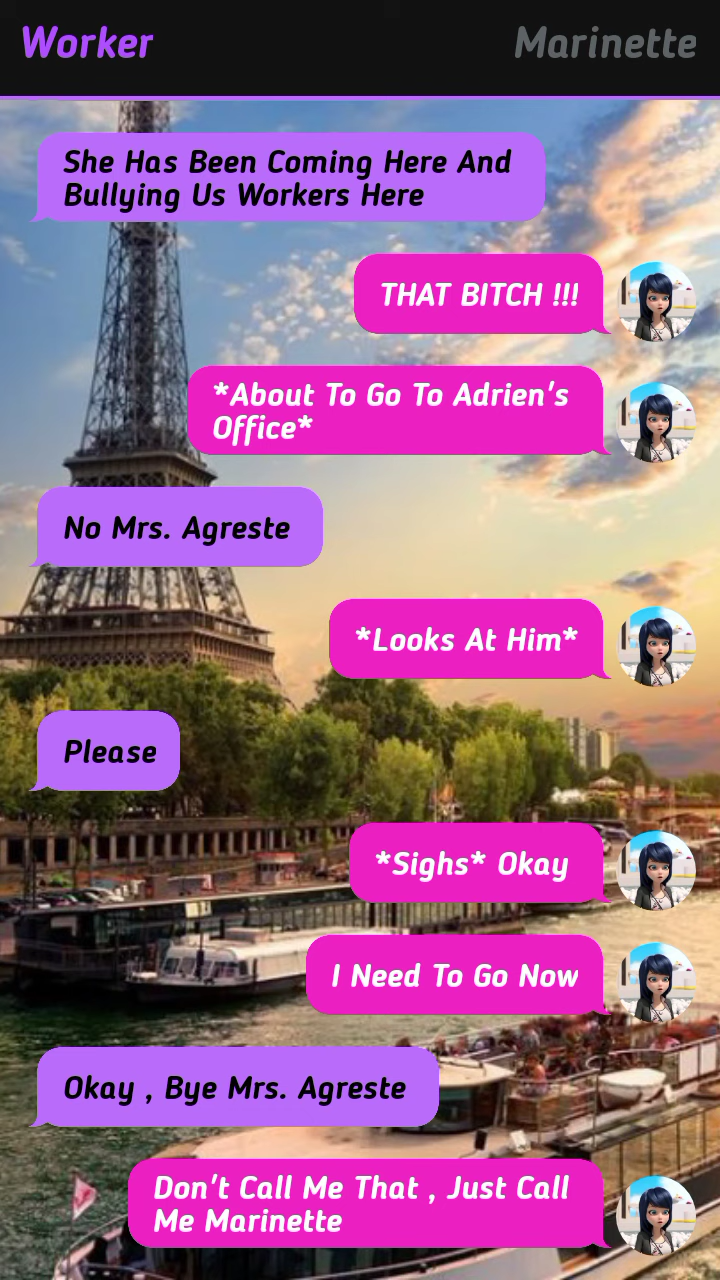 Worker
Marinette
She Has Been Coming Here And
Bullying Us Workers Here
THAT BITCH !!!
*About To Go To Adrien's
Office*
No Mrs. Agreste
*Looks At Him*
Please
*Sighs* Okay
I Need To Go Now
Okay , Bye Mrs. Agreste
Don't Call Me That , Just Call
Me Marinette